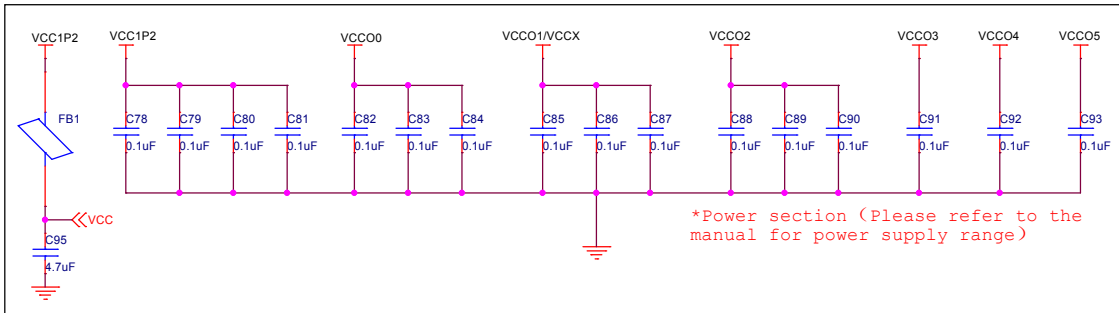 VCC1P2 VCC1P2 VCCO0 VCCO1/VCCX VCCO2 VCCO3 VCCO4 VCCO5
FB1 C78 C79 C80 C81 C82 C83 C84 C85 C86 C87 C88 C89 C90 C91 C92 C93
0.1uF 0.1uF 0.1uF 0.1uF 0.1uF 0.1uF 0.1uF 0.1uF 0.1uF 0.1uF 0.1uF 0.1uF 0.1uF 0.1uF 0.1uF 0.1uF
VCC
*Power section (Please refer to the
manual for power supply range)
C95
4.7uF